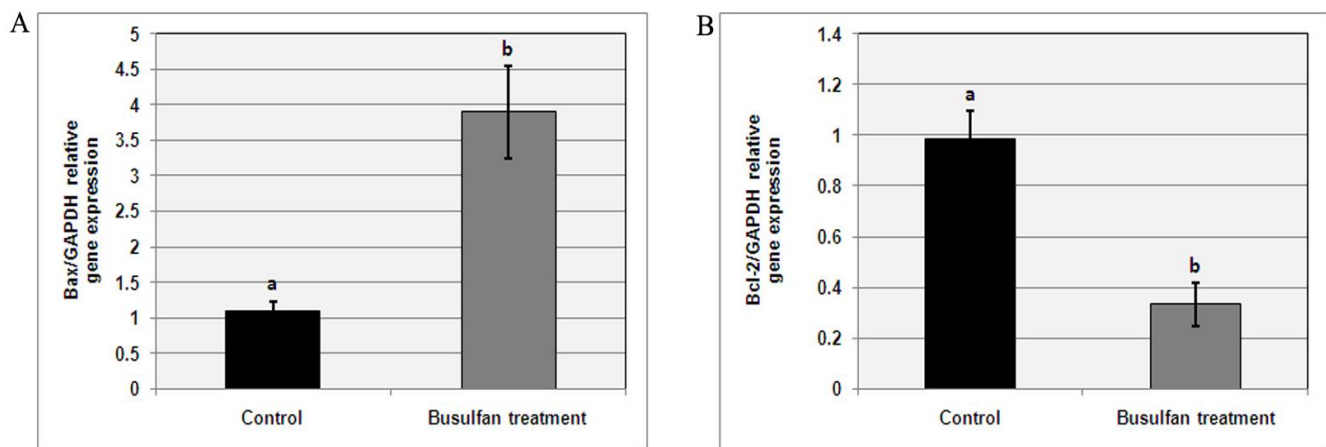 A
Bax/GAPDH relative
gene expression
5
4.5
4
3.5
3
2.5
2
1.5
1
0.5
0
a
b
Control
Busulfan treatment
B
Bcl-2/GAPDH relative
gene expression
1.4
1.2
1
0.8
0.6
0.4
0.2
0
a
b
Control
Busulfan treatment